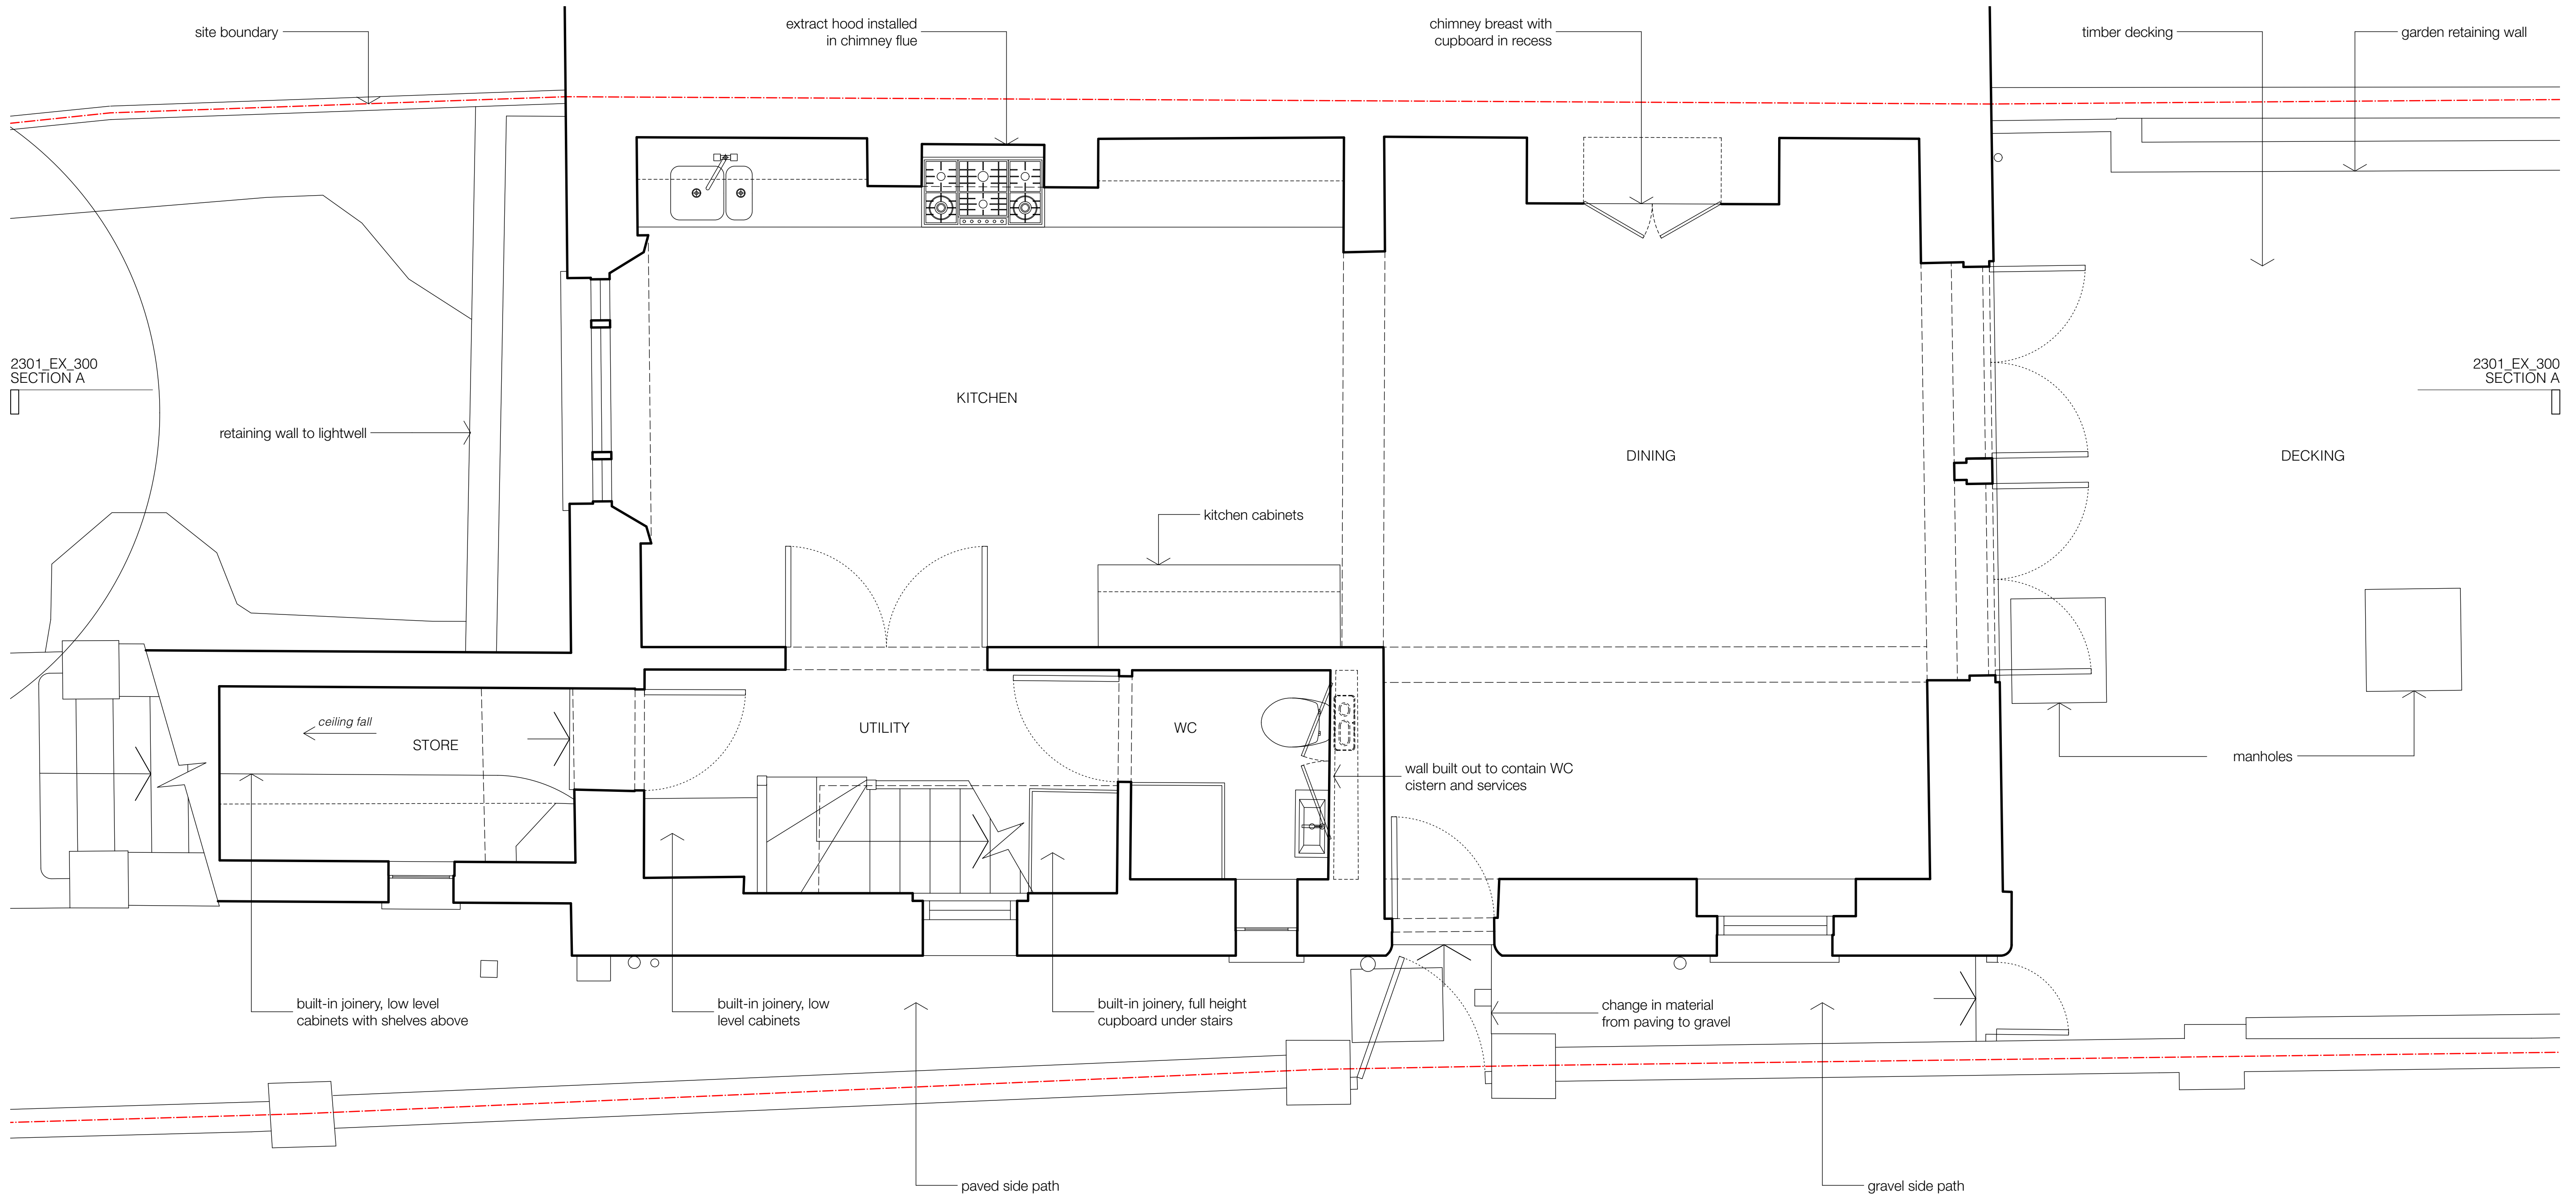 site boundary
extract hood installed
in chimney flue
chimney breast with
cupboard in recess
timber decking
garden retaining wall
2301_EX_300
SECTION A
2301_EX_300
SECTION A
KITCHEN
retaining wall to lightwell
DINING
DECKING
kitchen cabinets
ceiling fall
STORE
UTILITY
WC
wall built out to contain WC
cistern and services
manholes
built-in joinery, low level
cabinets with shelves above
built-in joinery, low
level cabinets
built-in joinery, full height
cupboard under stairs
change in material
from paving to gravel
paved side path
gravel side path